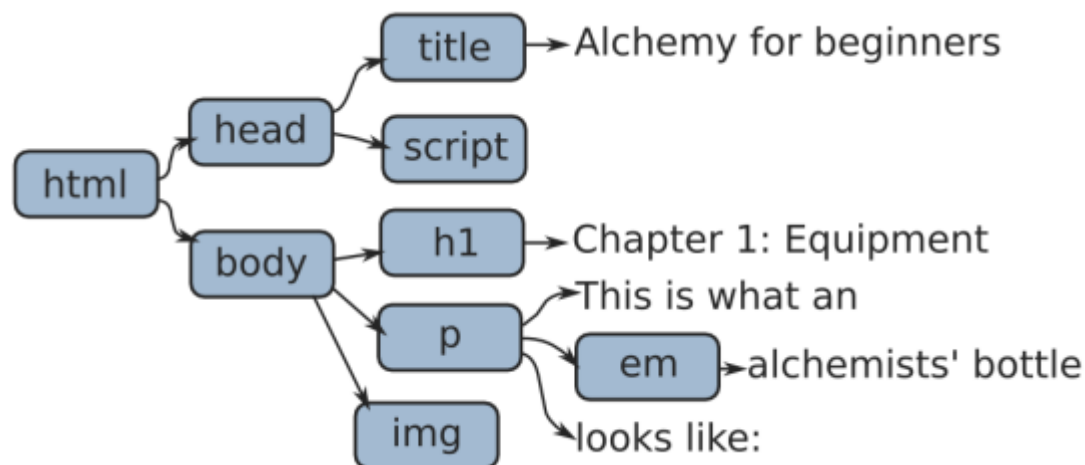 title
Alchemy for beginners
head
script
html
h1
Chapter 1: Equipment
body
This is what an
p
em
alchemists' bottle
img
looks like: